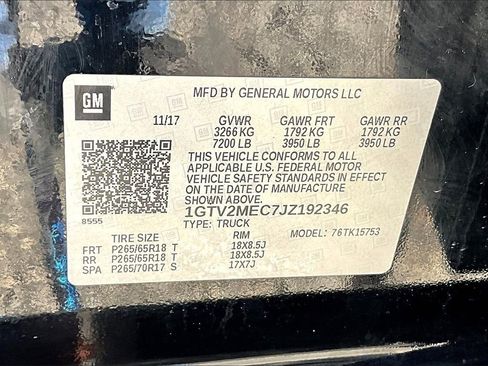 GM
MFD BY GENERAL MOTORS LLC
11/17 GVWR GAWR FRT GAWR RR
3266 KG 1792 KG 1792 KG
7200 LB 3950 LB 3950 LB
THIS VEHICLE CONFORMS TO ALL
APPLICABLE U.S. FEDERAL MOTOR
VEHICLE SAFETY STANDARDS IN EFFECT
ON THE DATE OF MANUFACTURE
SHOWN ABOVE.
1GTV2MEC7JZ192346
8555
TYPE: TRUCK MODEL: 76TK15753
TIRE SIZE RIM
FRT P265/65R18 T 18X8.5J
RR P265/65R18 T 18X8.5J
SPA P265/70R17 S 17X7J